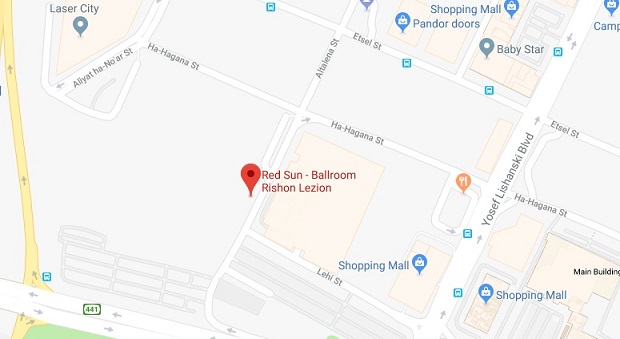 Laser City
Shopping Mall
Pandor doors
Camp
Baby Star
Altalena St
Etsel St
Ha-Hagana St
Aliyat ha-No'ar St
Ha-Hagana St
Etsel St
Yosef Lishanski Blvd
Red Sun - Ballroom
Rishon Lezion
Ha-Hagana St
Shopping Mall
Lehi St
Main Building
Shopping Mall
441